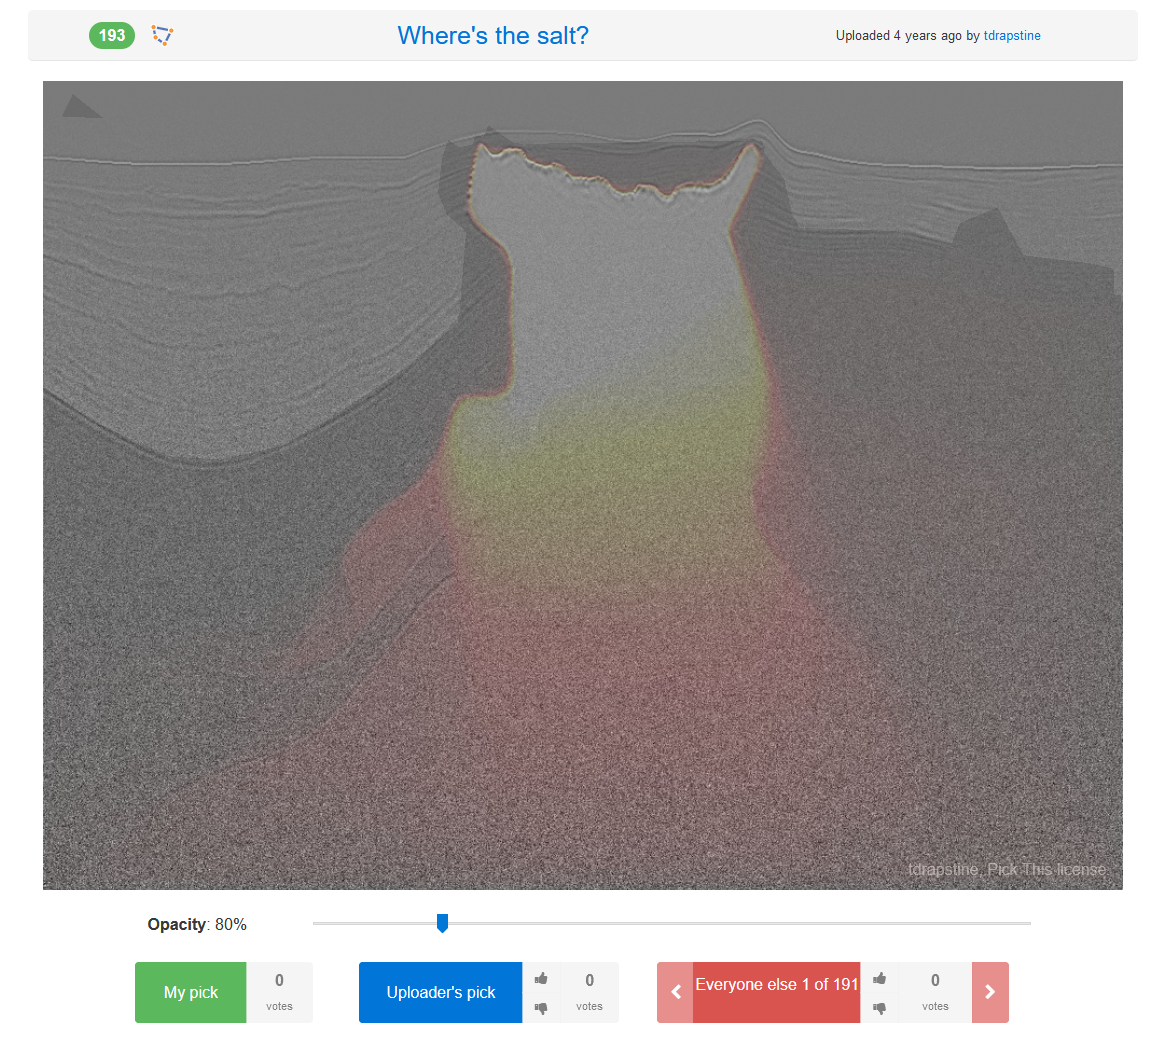 193
Where's the salt?
Uploaded 4 years ago by tdrapstine
tdrapstine, Pick This license
Opacity: 80%
My pick
0
votes
Uploader's pick
0
votes
Everyone else 1 of 191
0
votes